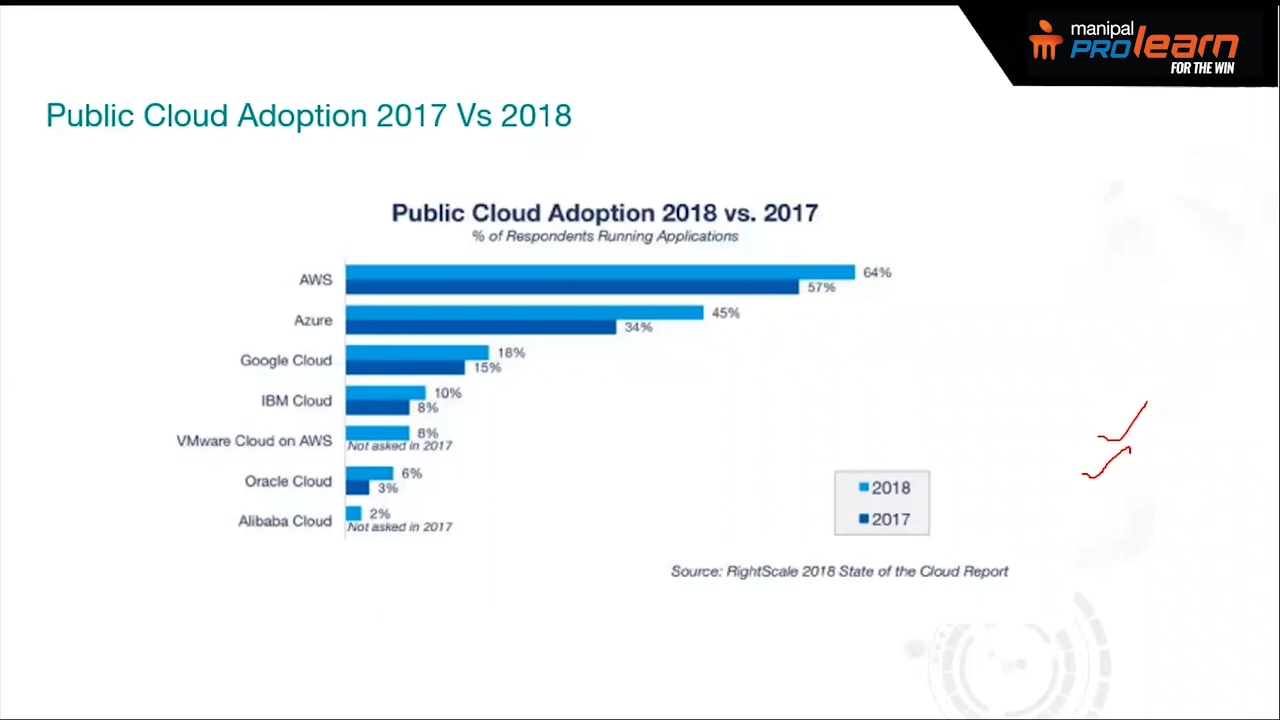 manipal
PROlearn
FOR THE WIN
Public Cloud Adoption 2017 Vs 2018
Public Cloud Adoption 2018 vs. 2017
% of Respondents Running Applications
AWS
64%
57%
Azure
45%
34%
Google Cloud
18%
15%
IBM Cloud
10%
8%
VMware Cloud on AWS
8%
Not asked in 2017
Oracle Cloud
6%
3%
Alibaba Cloud
2%
Not asked in 2017
2018
2017
Source: RightScale 2018 State of the Cloud Report